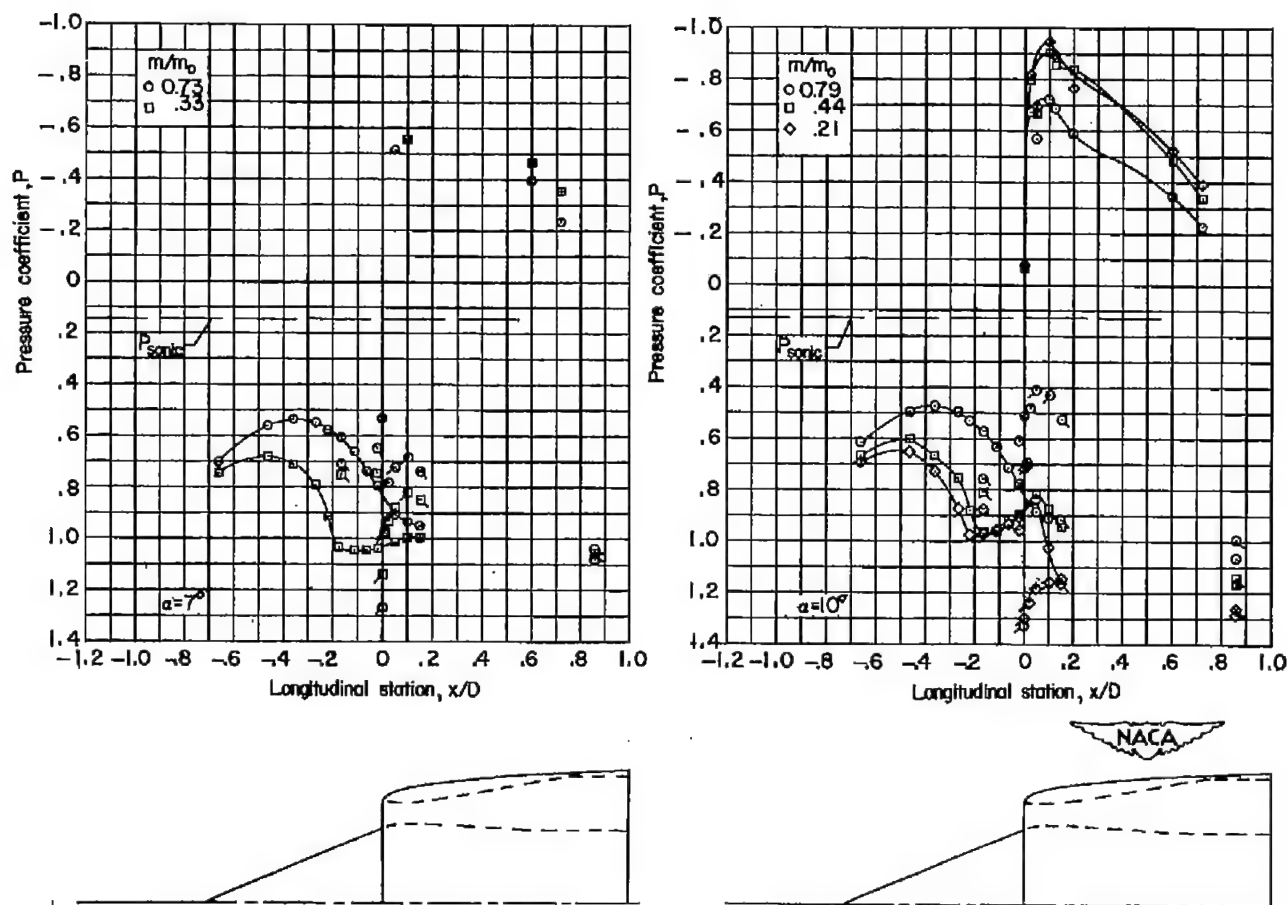 -1.0
-.8
-.6
-.4
-.2
0
.2
.4
.6
.8
1.0
1.2
1.4
Pressure coefficient, P
m/m₀
0.73
.33
P_sonic
α=7°
-1.2 -1.0 -.8 -.6 -.4 -.2 0 .2 .4 .6 .8 1.0
Longitudinal station, x/D
-1.0
-.8
-.6
-.4
-.2
0
.2
.4
.6
.8
1.0
1.2
1.4
Pressure coefficient, P
m/m₀
0.79
.44
.21
P_sonic
α=10°
-1.2 -1.0 -.8 -.6 -.4 -.2 0 .2 .4 .6 .8 1.0
Longitudinal station, x/D
NACA